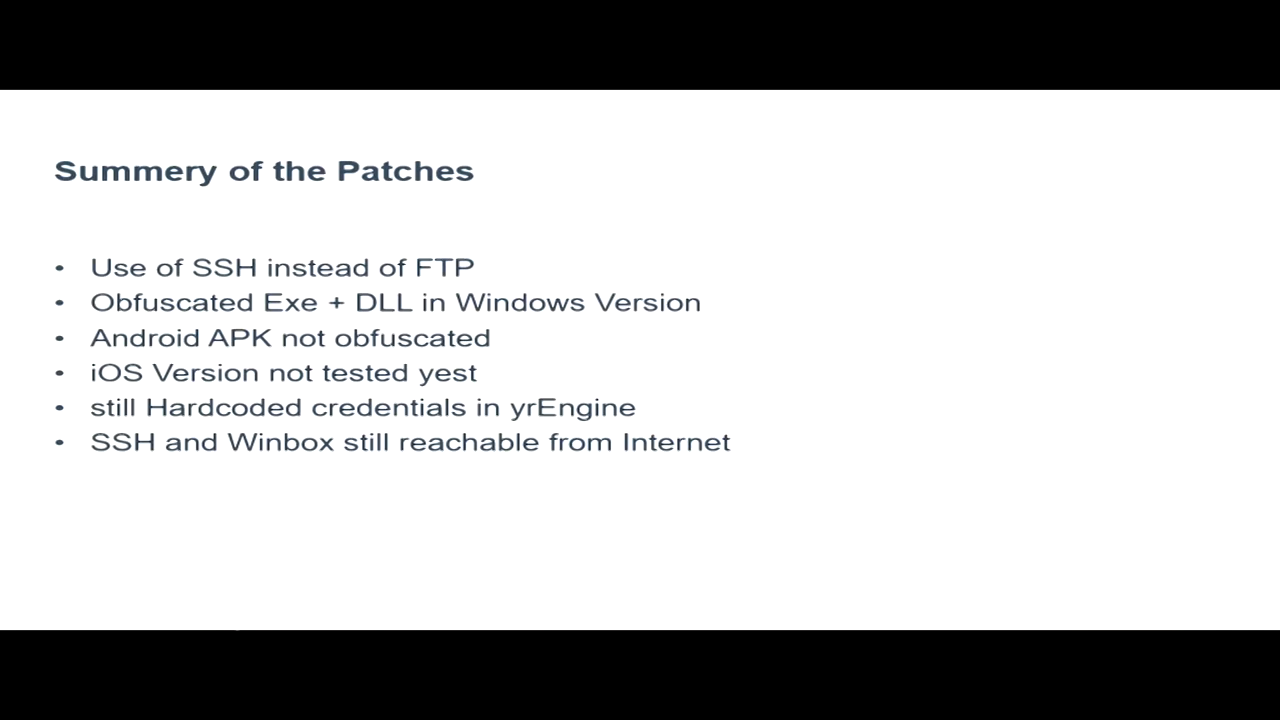 Summery of the Patches
• Use of SSH instead of FTP
• Obfuscated Exe + DLL in Windows Version
• Android APK not obfuscated
• iOS Version not tested yest
• still Hardcoded credentials in yrEngine
• SSH and Winbox still reachable from Internet